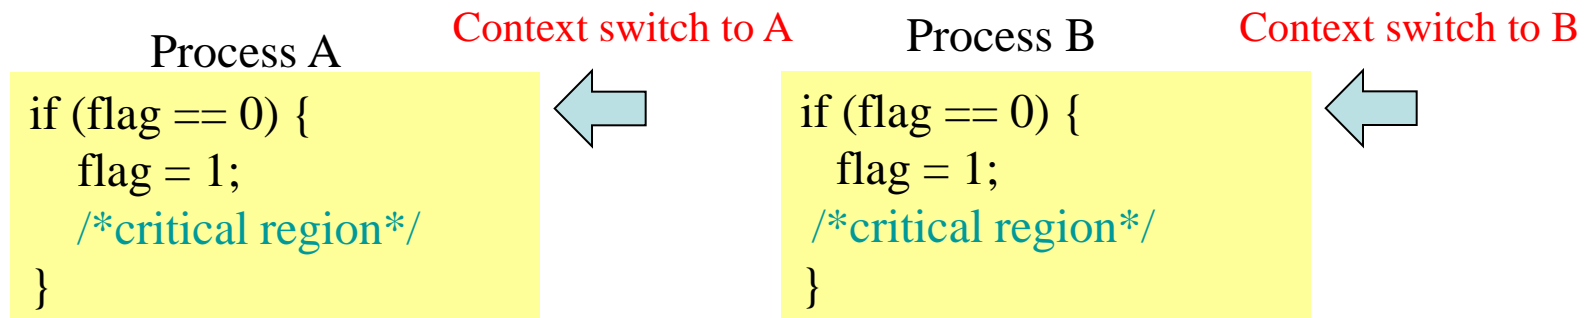 Process A
Context switch to A
if (flag == 0) {
flag = 1;
/*critical region*/
}
Process B
Context switch to B
if (flag == 0) {
flag = 1;
/*critical region*/
}